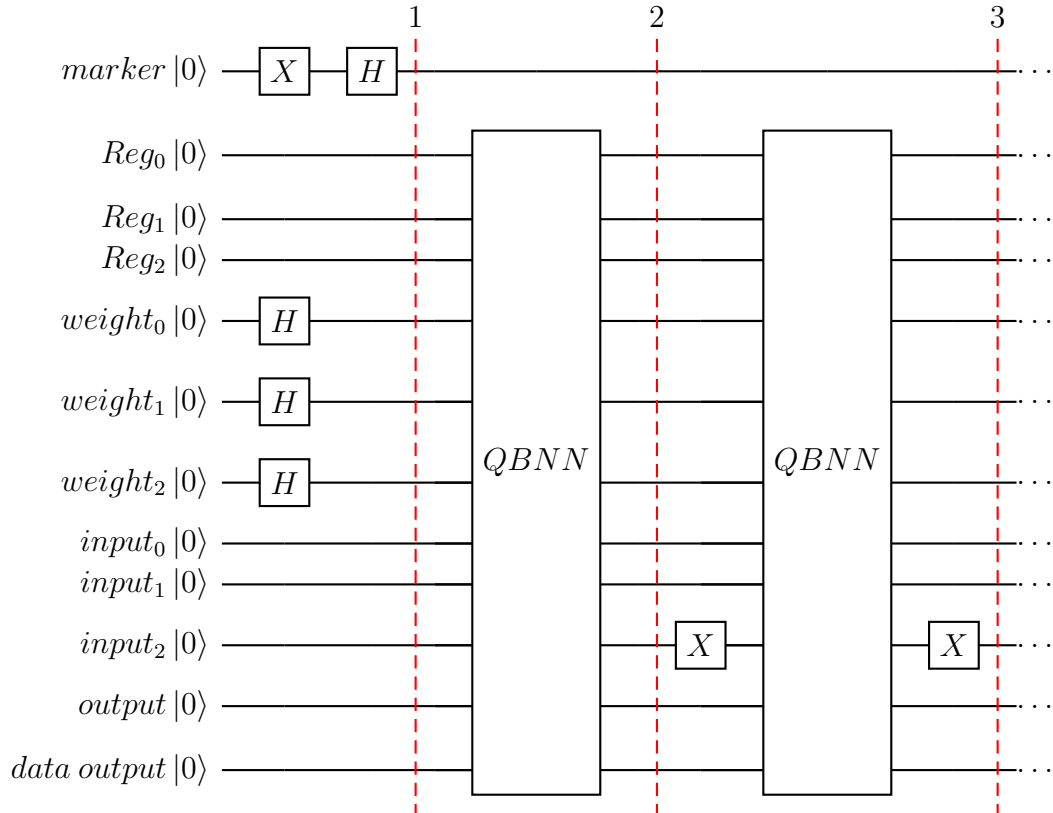 1 2 3
marker |0⟩ X H ...
Reg₀ |0⟩ ...
Reg₁ |0⟩ ...
Reg₂ |0⟩ ...
weight₀ |0⟩ H ...
weight₁ |0⟩ H ...
QBNN QBNN
weight₂ |0⟩ H ...
input₀ |0⟩ ...
input₁ |0⟩ ...
input₂ |0⟩ X X ...
output |0⟩ ...
data output |0⟩ ...